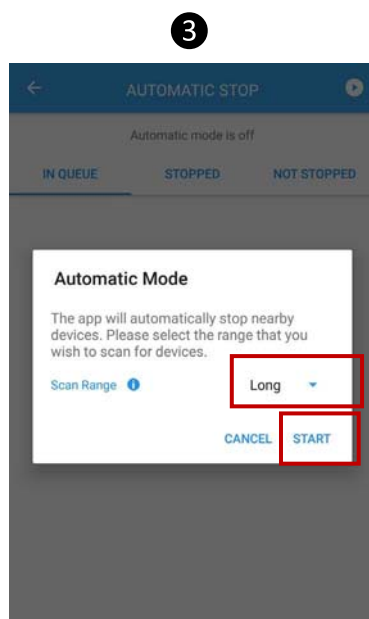 3
AUTOMATIC STOP
Automatic mode is off
IN QUEUE STOPPED NOT STOPPED
Automatic Mode
The app will automatically stop nearby
devices. Please select the range that you
wish to scan for devices.
Scan Range Long
CANCEL START